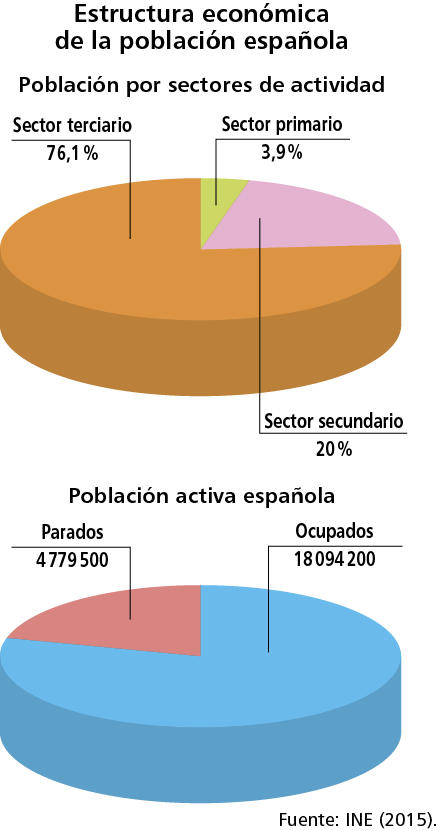 Estructura económica
de la población española
Población por sectores de actividad
Sector terciario
76,1 %
Sector primario
3,9 %
Sector secundario
20 %
Población activa española
Parados
4 779 500
Ocupados
18 094 200
Fuente: INE (2015).